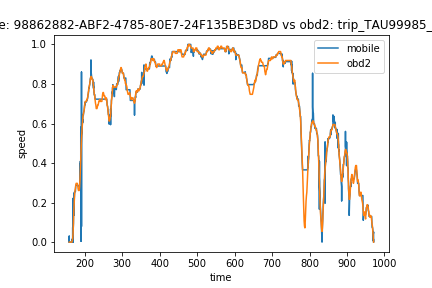 e: 98862882-ABF2-4785-80E7-24F135BE3D8D vs obd2: trip_TAU99985_
mobile
obd2
1.0
0.8
0.6
0.4
0.2
0.0
speed
200 300 400 500 600 700 800 900 1000
time